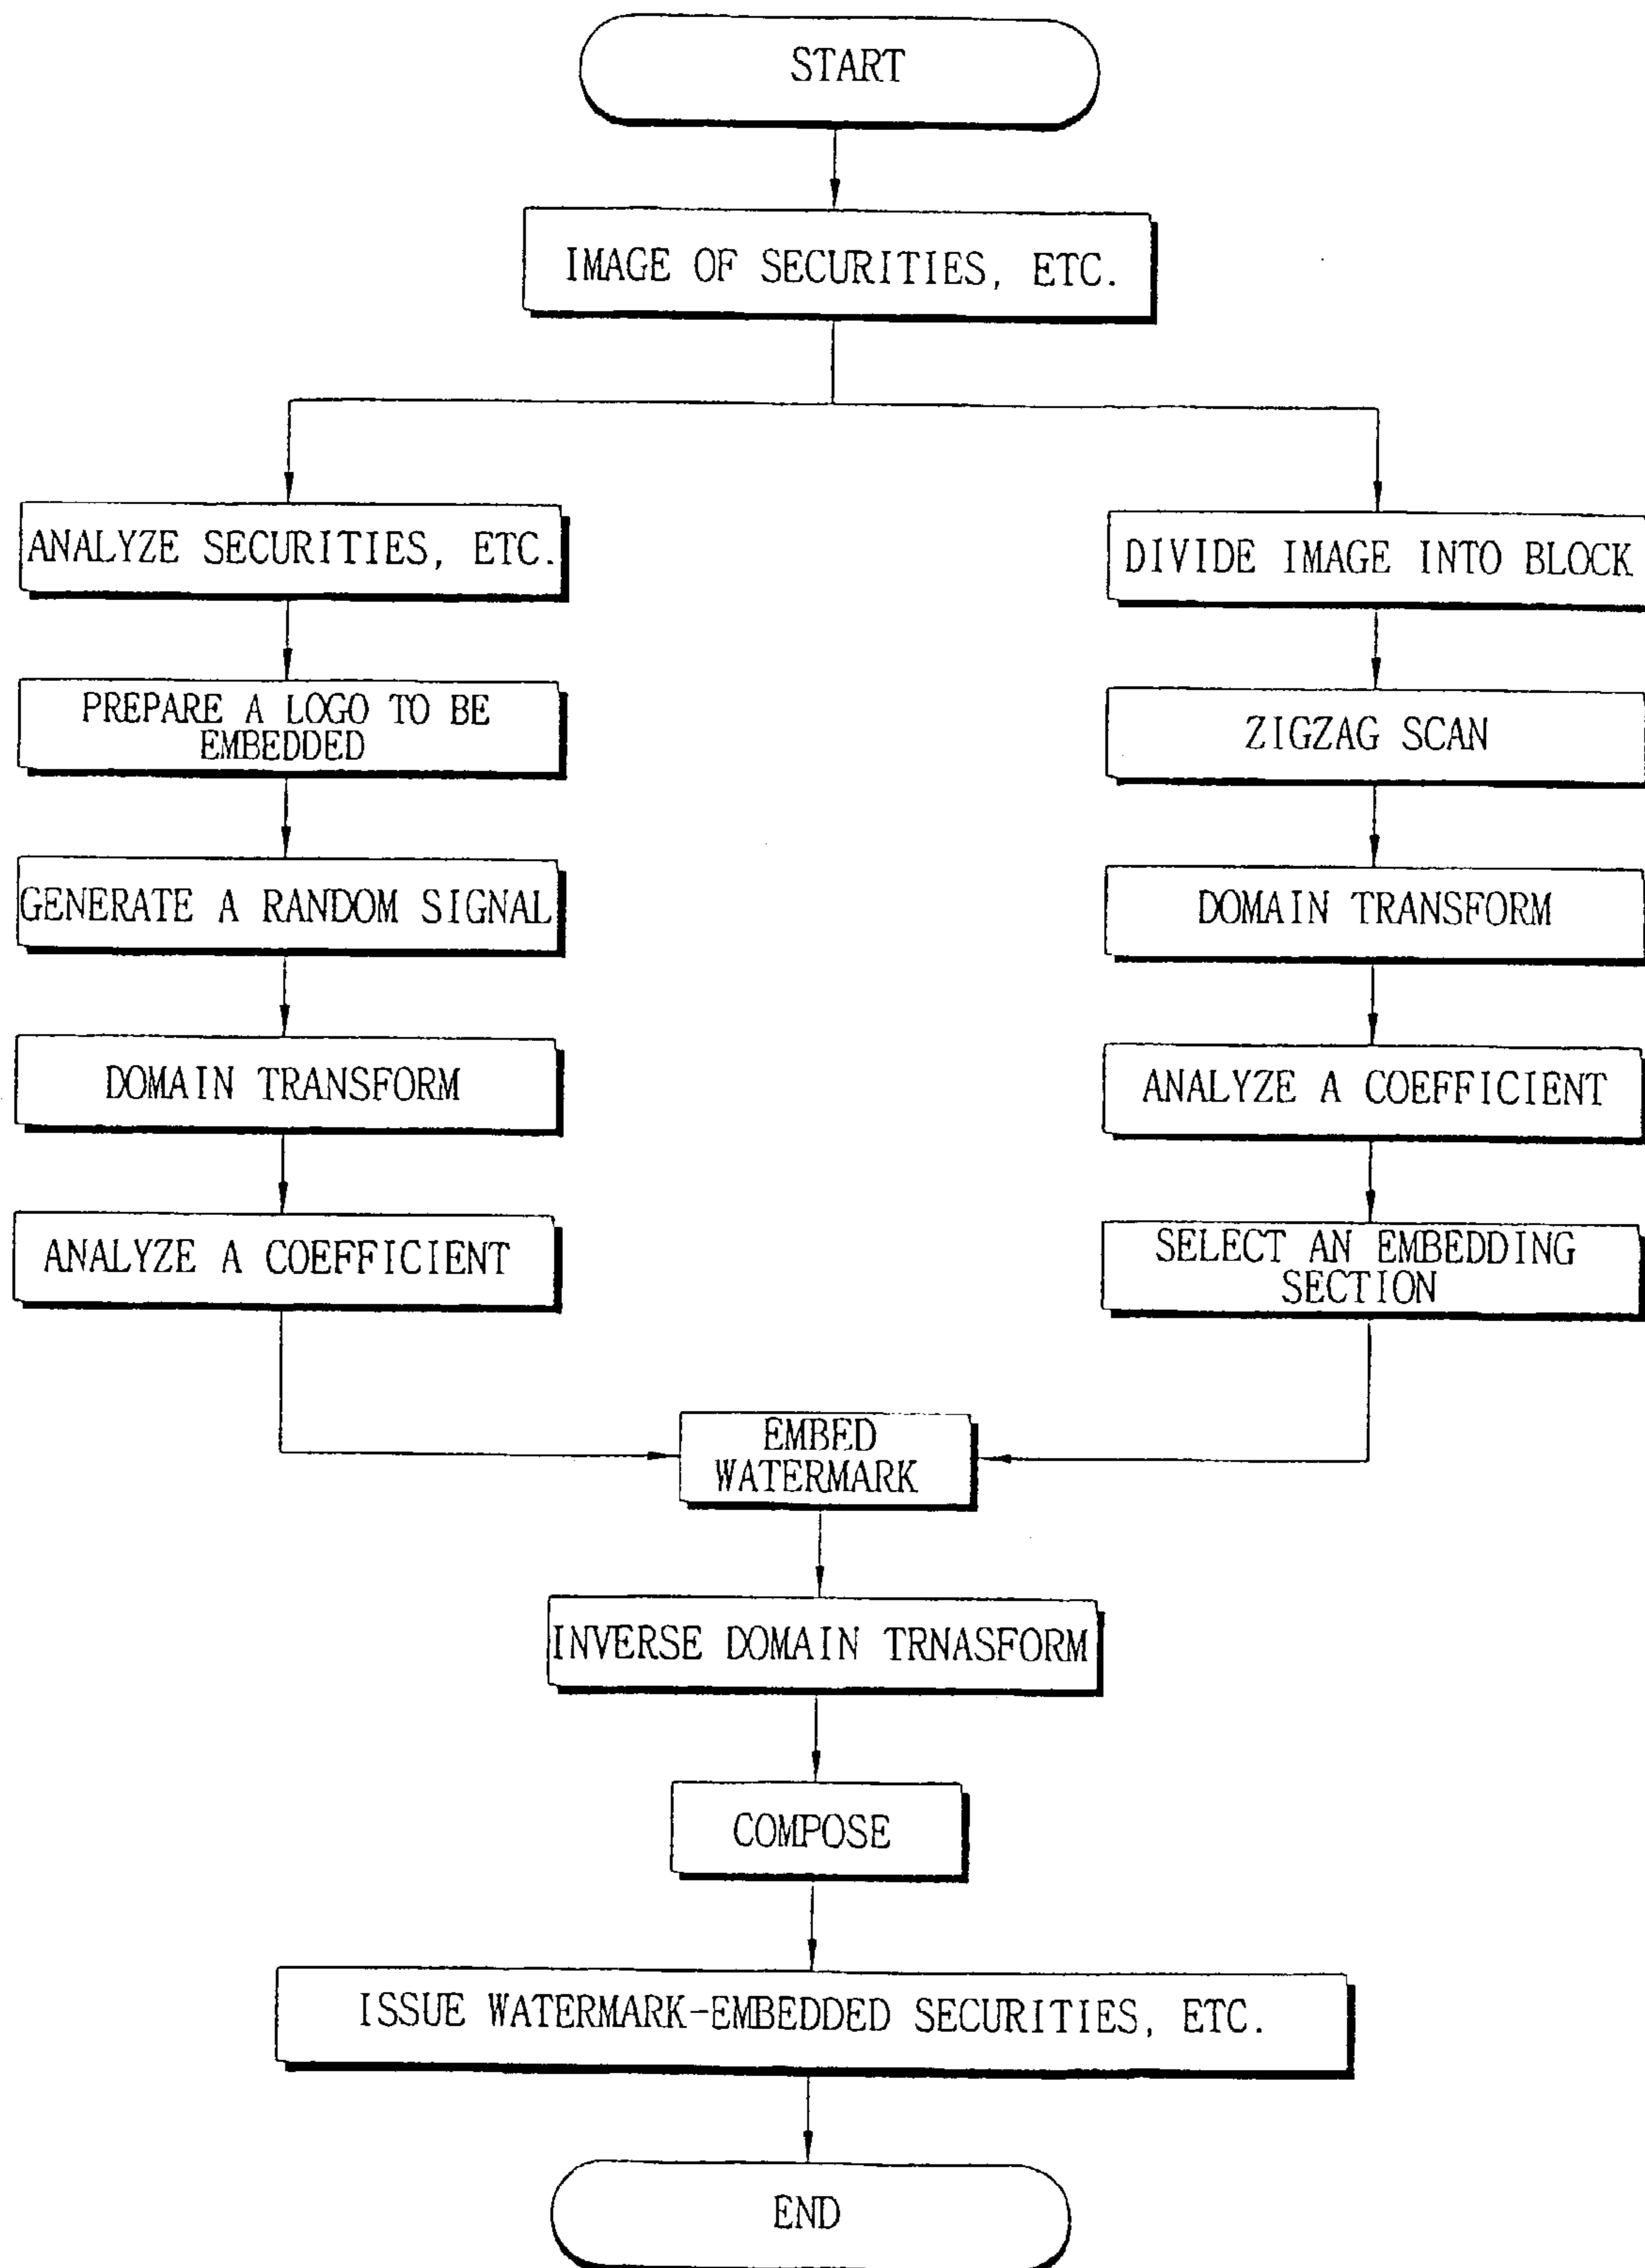 START
IMAGE OF SECURITIES, ETC.
ANALYZE SECURITIES, ETC.
PREPARE A LOGO TO BE
EMBEDDED
GENERATE A RANDOM SIGNAL
DOMAIN TRANSFORM
ANALYZE A COEFFICIENT
DIVIDE IMAGE INTO BLOCK
ZIGZAG SCAN
DOMAIN TRANSFORM
ANALYZE A COEFFICIENT
SELECT AN EMBEDDING
SECTION
EMBED
WATERMARK
INVERSE DOMAIN TRNASFORM
COMPOSE
ISSUE WATERMARK-EMBEDDED SECURITIES, ETC.
END